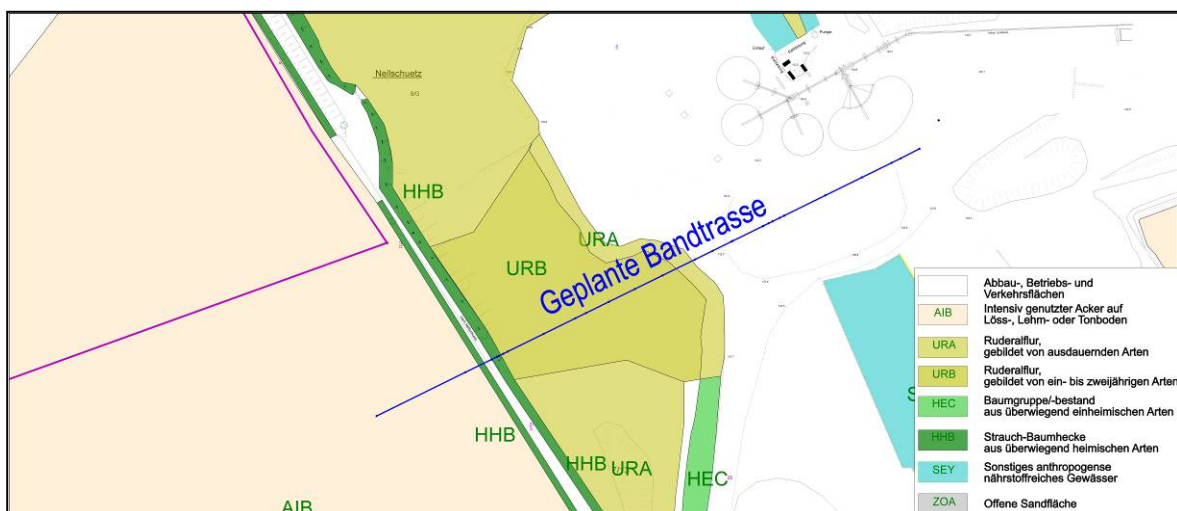 Nellschuetz
HHB
URA
URB
Geplante Bandtrasse
HHB
HHB
URA
HEC
AIB
S
Abbau-, Betriebs- und
Verkehrsflächen
AIB
Intensiv genutzter Acker auf
Löss-, Lehm- oder Tonboden
URA
Ruderalflur,
gebildet von ausdauernden Arten
URB
Ruderalflur,
gebildet von ein- bis zweijährigen Arten
HEC
Baumgruppe/-bestand
aus überwiegend einheimischen Arten
HHB
Strauch-Baumhecke
aus überwiegend heimischen Arten
SEY
Sonstiges anthropogense
nährstoffreiches Gewässer
ZOA
Offene Sandfläche